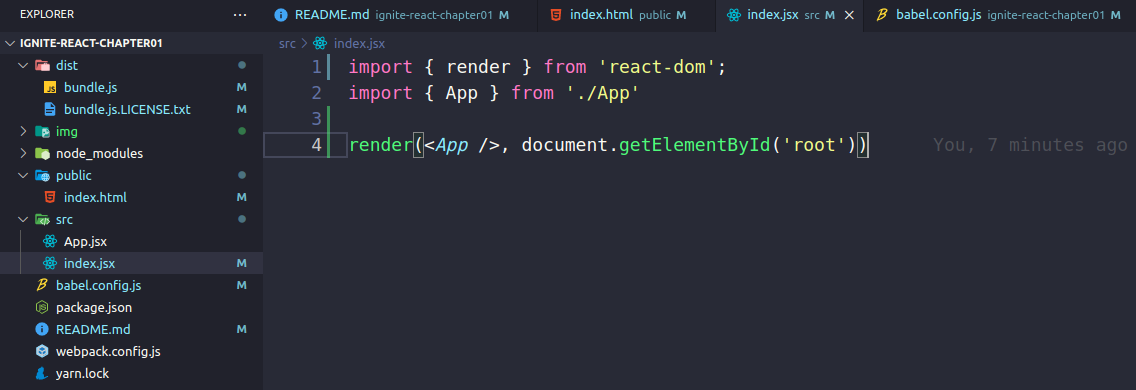 EXPLORER ...
IGNITE-REACT-CHAPTER01
dist
JS bundle.js M
bundle.js.LICENSE.txt M
img
node_modules
public
index.html M
src
App.jsx
index.jsx M
babel.config.js M
package.json
README.md M
webpack.config.js
yarn.lock
README.md ignite-react-chapter01 M
index.html public M
index.jsx src M
babel.config.js ignite-react-chapter01 M
src > index.jsx
1 import { render } from 'react-dom';
2 import { App } from './App'
3
4 render(<App />, document.getElementById('root')) You, 7 minutes ago